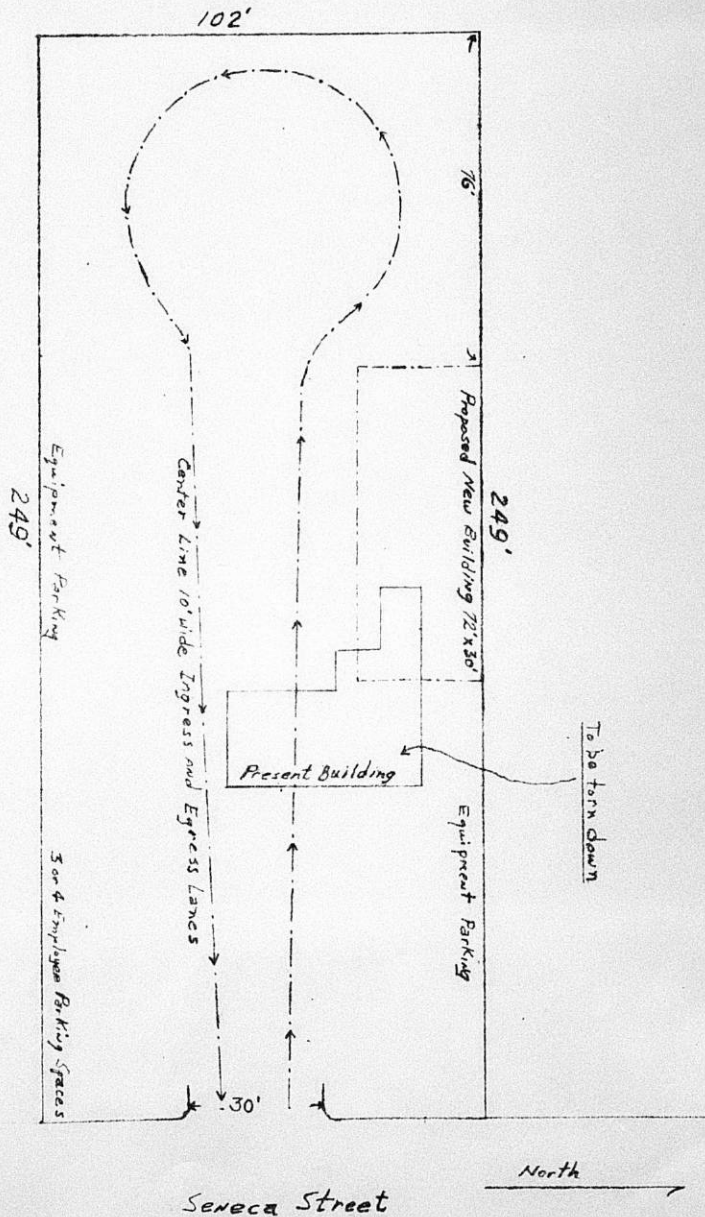 102'
76'
Proposed New Building 72'x30'
249'
249'
Equipment Parking
Center Line 10' wide Ingress and Egress Lanes
Present Building
To be torn down
Equipment Parking
3 or 4 Employee Parking Spaces
30'
North
Seneca Street